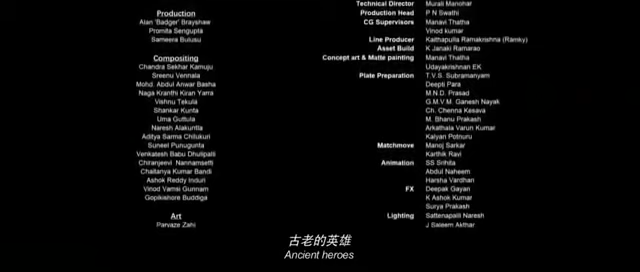 Production
Alan 'Badger' Brayshaw
Promita Sengupta
Sameera Bulusu
Compositing
Chandra Sekhar Kamuju
Sreenu Vennala
Mohd. Abdul Anwar Basha
Naga Kranthi Kiran Yarra
Vishnu Tekula
Shankar Kunta
Uma Guttula
Naresh Alakuntla
Aditya Sarma Chilukuri
Suneel Punugunta
Venkatesh Babu Dhulipalli
Chiranjeevi Nannamsetti
Chaitanya Kumar Bandi
Ashok Reddy Induri
Vinod Vamsi Gunnam
Gopikishore Buddiga
Art
Parvaze Zahi
Technical Director Murali Manohar
Production Head P N Swathi
CG Supervisors Manavi Thatha
Vinod kumar
Line Producer Kaithapulla Ramakrishna (Ramky)
Asset Build K Janaki Ramarao
Concept art & Matte painting Manavi Thatha
Udayakrishnan EK
Plate Preparation T.V.S. Subramanyam
Deepti Para
M.N.D. Prasad
G.M.V.M. Ganesh Nayak
Ch. Chenna Kesava
M. Bhanu Prakash
Arkathala Varun Kumar
Kalyan Potnuru
Matchmove Manoj Sarkar
Karthik Ravi
Animation SS Srihita
Abdul Naheem
Harsha Vardhan
FX Deepak Gayan
K Ashok Kumar
Surya Prakash
Lighting Sattenapalli Naresh
J Saleem Akthar
古老的英雄
Ancient heroes